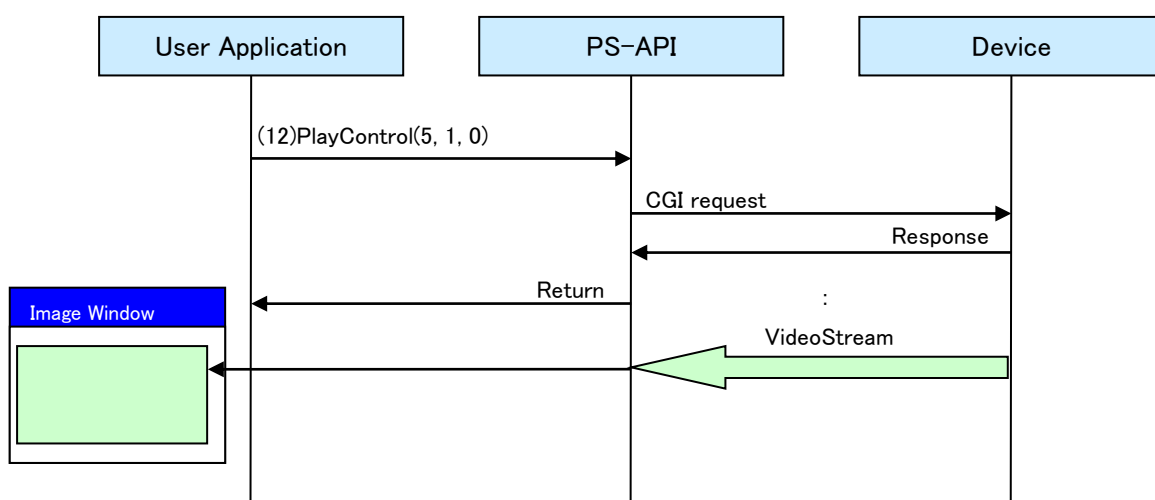 User Application
PS-API
Device
(12)PlayControl(5, 1, 0)
CGI request
Response
Return
:
Image Window
VideoStream